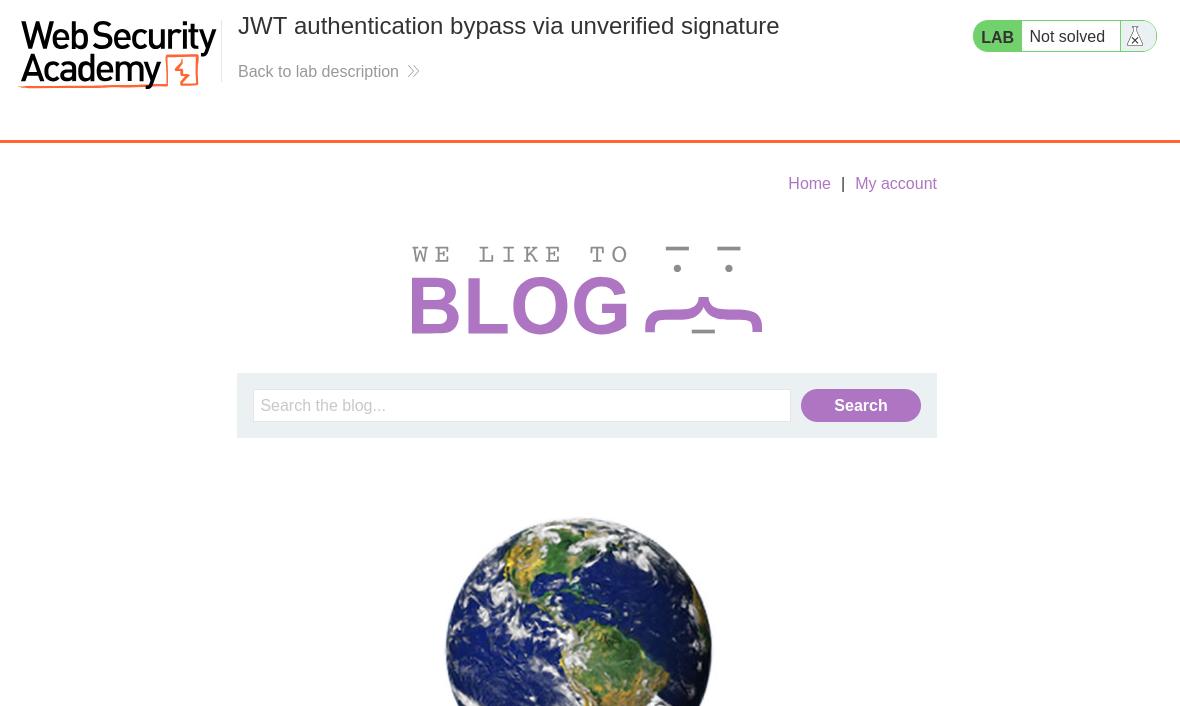 Web Security
Academy
JWT authentication bypass via unverified signature
Back to lab description
LAB Not solved
Home | My account
WE LIKE TO
BLOG
Search the blog...
Search